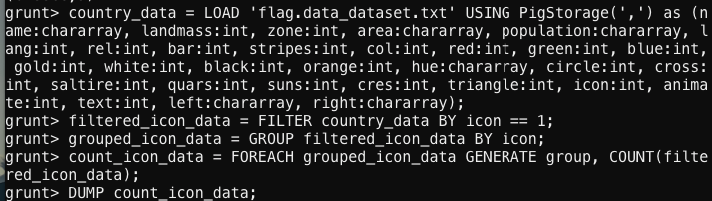 grunt> country_data = LOAD 'flag.data_dataset.txt' USING PigStorage(',') as (n
ame:chararray, landmass:int, zone:int, area:chararray, population:chararray, l
ang:int, rel:int, bar:int, stripes:int, col:int, red:int, green:int, blue:int,
 gold:int, white:int, black:int, orange:int, hue:chararray, circle:int, cross:
int, saltire:int, quars:int, suns:int, cres:int, triangle:int, icon:int, anima
te:int, text:int, left:chararray, right:chararray);
grunt> filtered_icon_data = FILTER country_data BY icon == 1;
grunt> grouped_icon_data = GROUP filtered_icon_data BY icon;
grunt> count_icon_data = FOREACH grouped_icon_data GENERATE group, COUNT(filte
red_icon_data);
grunt> DUMP count_icon_data;